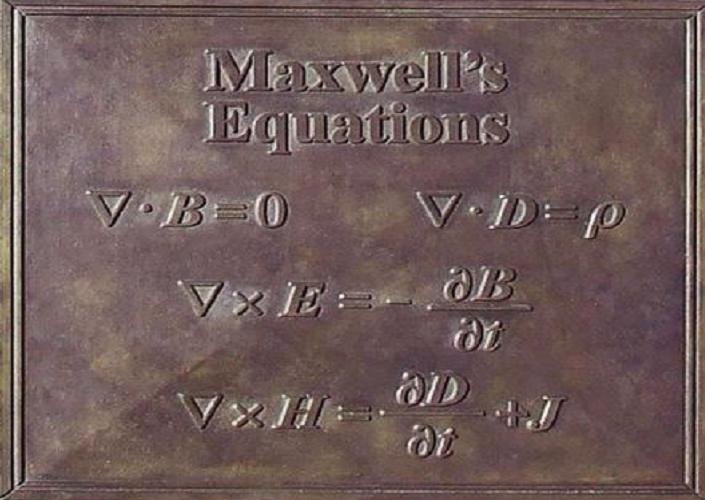 Maxwell's
Equations
∇·B=0 ∇·D=ρ
∇×E=-∂B/∂t
∇×H=∂D/∂t+J